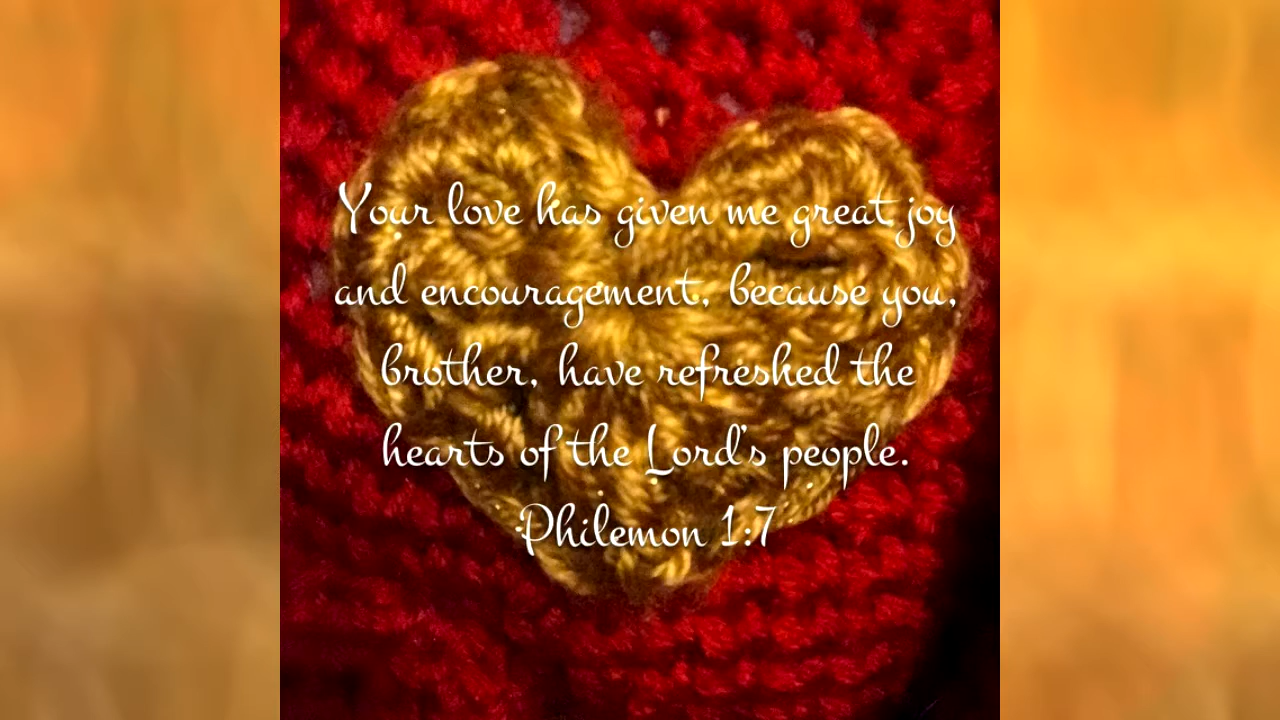 Your love has given me great joy
and encouragement, because you,
brother, have refreshed the
hearts of the Lord's people.
Philemon 1:7